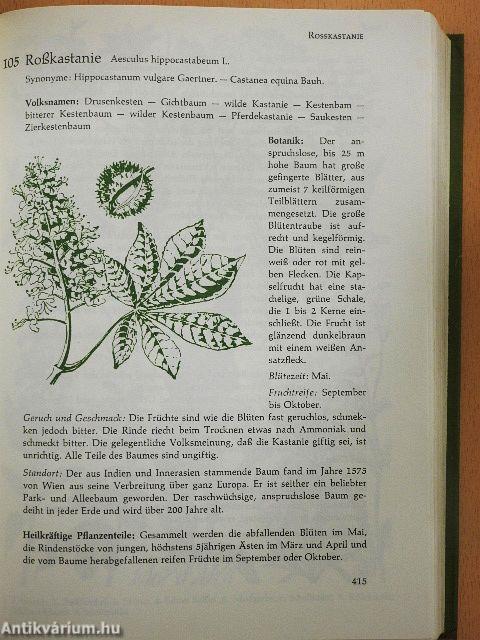 ROSSKASTANIE
105 Roßkastanie Aesculus hippocastabeum L.
Synonyme: Hippocastanum vulgare Gaertner. — Castanea equina Bauh.
Volksnamen: Drusenkesten — Gichtbaum — wilde Kastanie — Kestenbam —
bitterer Kestenbaum — wilder Kestenbaum — Pferdekastanie — Saukesten —
Zierkestenbaum
Botanik: Der an-
spruchslose, bis 25 m
hohe Baum hat große
gefingerte Blätter, aus
zumeist 7 keilförmigen
Teilblättern zusam-
mengesetzt. Die große
Blütentraube ist auf-
recht und kegelförmig.
Die Blüten sind rein-
weiß oder rot mit gel-
ben Flecken. Die Kap-
selfrucht hat eine sta-
chelige, grüne Schale,
die 1 bis 2 Kerne ein-
schließt. Die Frucht ist
glänzend dunkelbraun
mit einem weißen An-
satzfleck.
Blütezeit: Mai.
Fruchtreife: September
bis Oktober.
Geruch und Geschmack: Die Früchte sind wie die Blüten fast geruchlos, schmek-
ken jedoch bitter. Die Rinde riecht beim Trocknen etwas nach Ammoniak und
schmeckt bitter. Die gelegentliche Volksmeinung, daß die Kastanie giftig sei, ist
unrichtig. Alle Teile des Baumes sind ungiftig.
Standort: Der aus Indien und Innerasien stammende Baum fand im Jahre 1575
von Wien aus seine Verbreitung über ganz Europa. Er ist seither ein beliebter
Park- und Alleebaum geworden. Der raschwüchsige, anspruchslose Baum ge-
deiht in jeder Erde und wird über 200 Jahre alt.
Heilkräftige Pflanzenteile: Gesammelt werden die abfallenden Blüten im Mai,
die Rindenstöcke von jungen, höchstens 5jährigen Ästen im März und April und
die vom Baume herabgefallenen reifen Früchte im September oder Oktober.
415
Antikvárium.hu